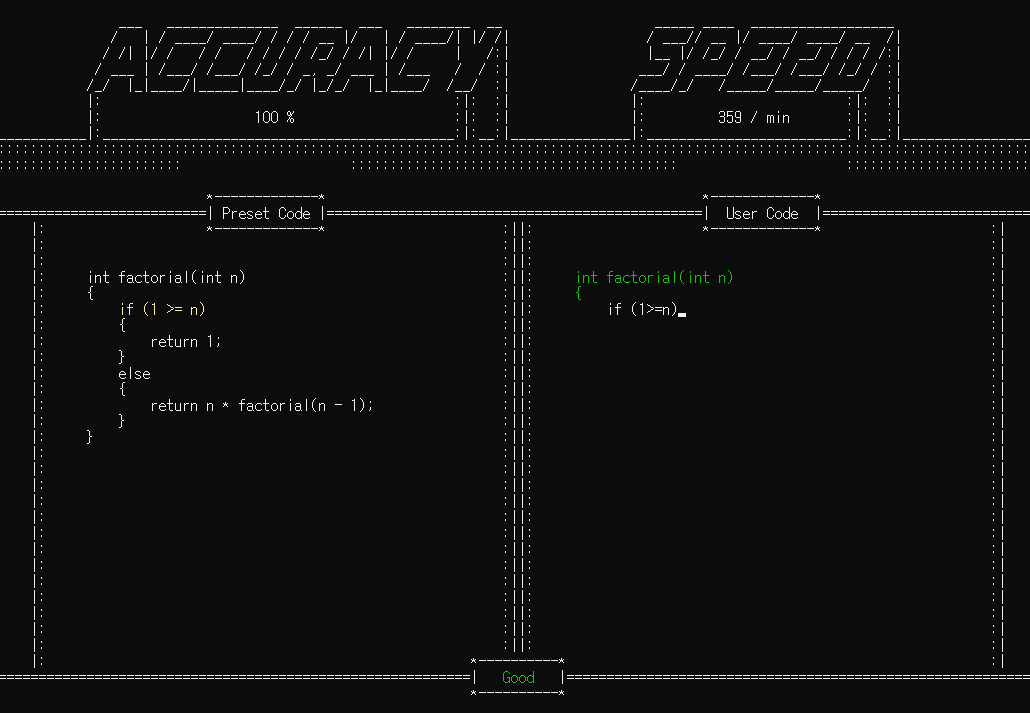 ACCURACY SPEED
100 % 359 / min
Preset Code User Code
int factorial(int n)
{
if (1 >= n)
{
return 1;
}
else
{
return n * factorial(n - 1);
}
}
int factorial(int n)
{
if (1>=n)
Good